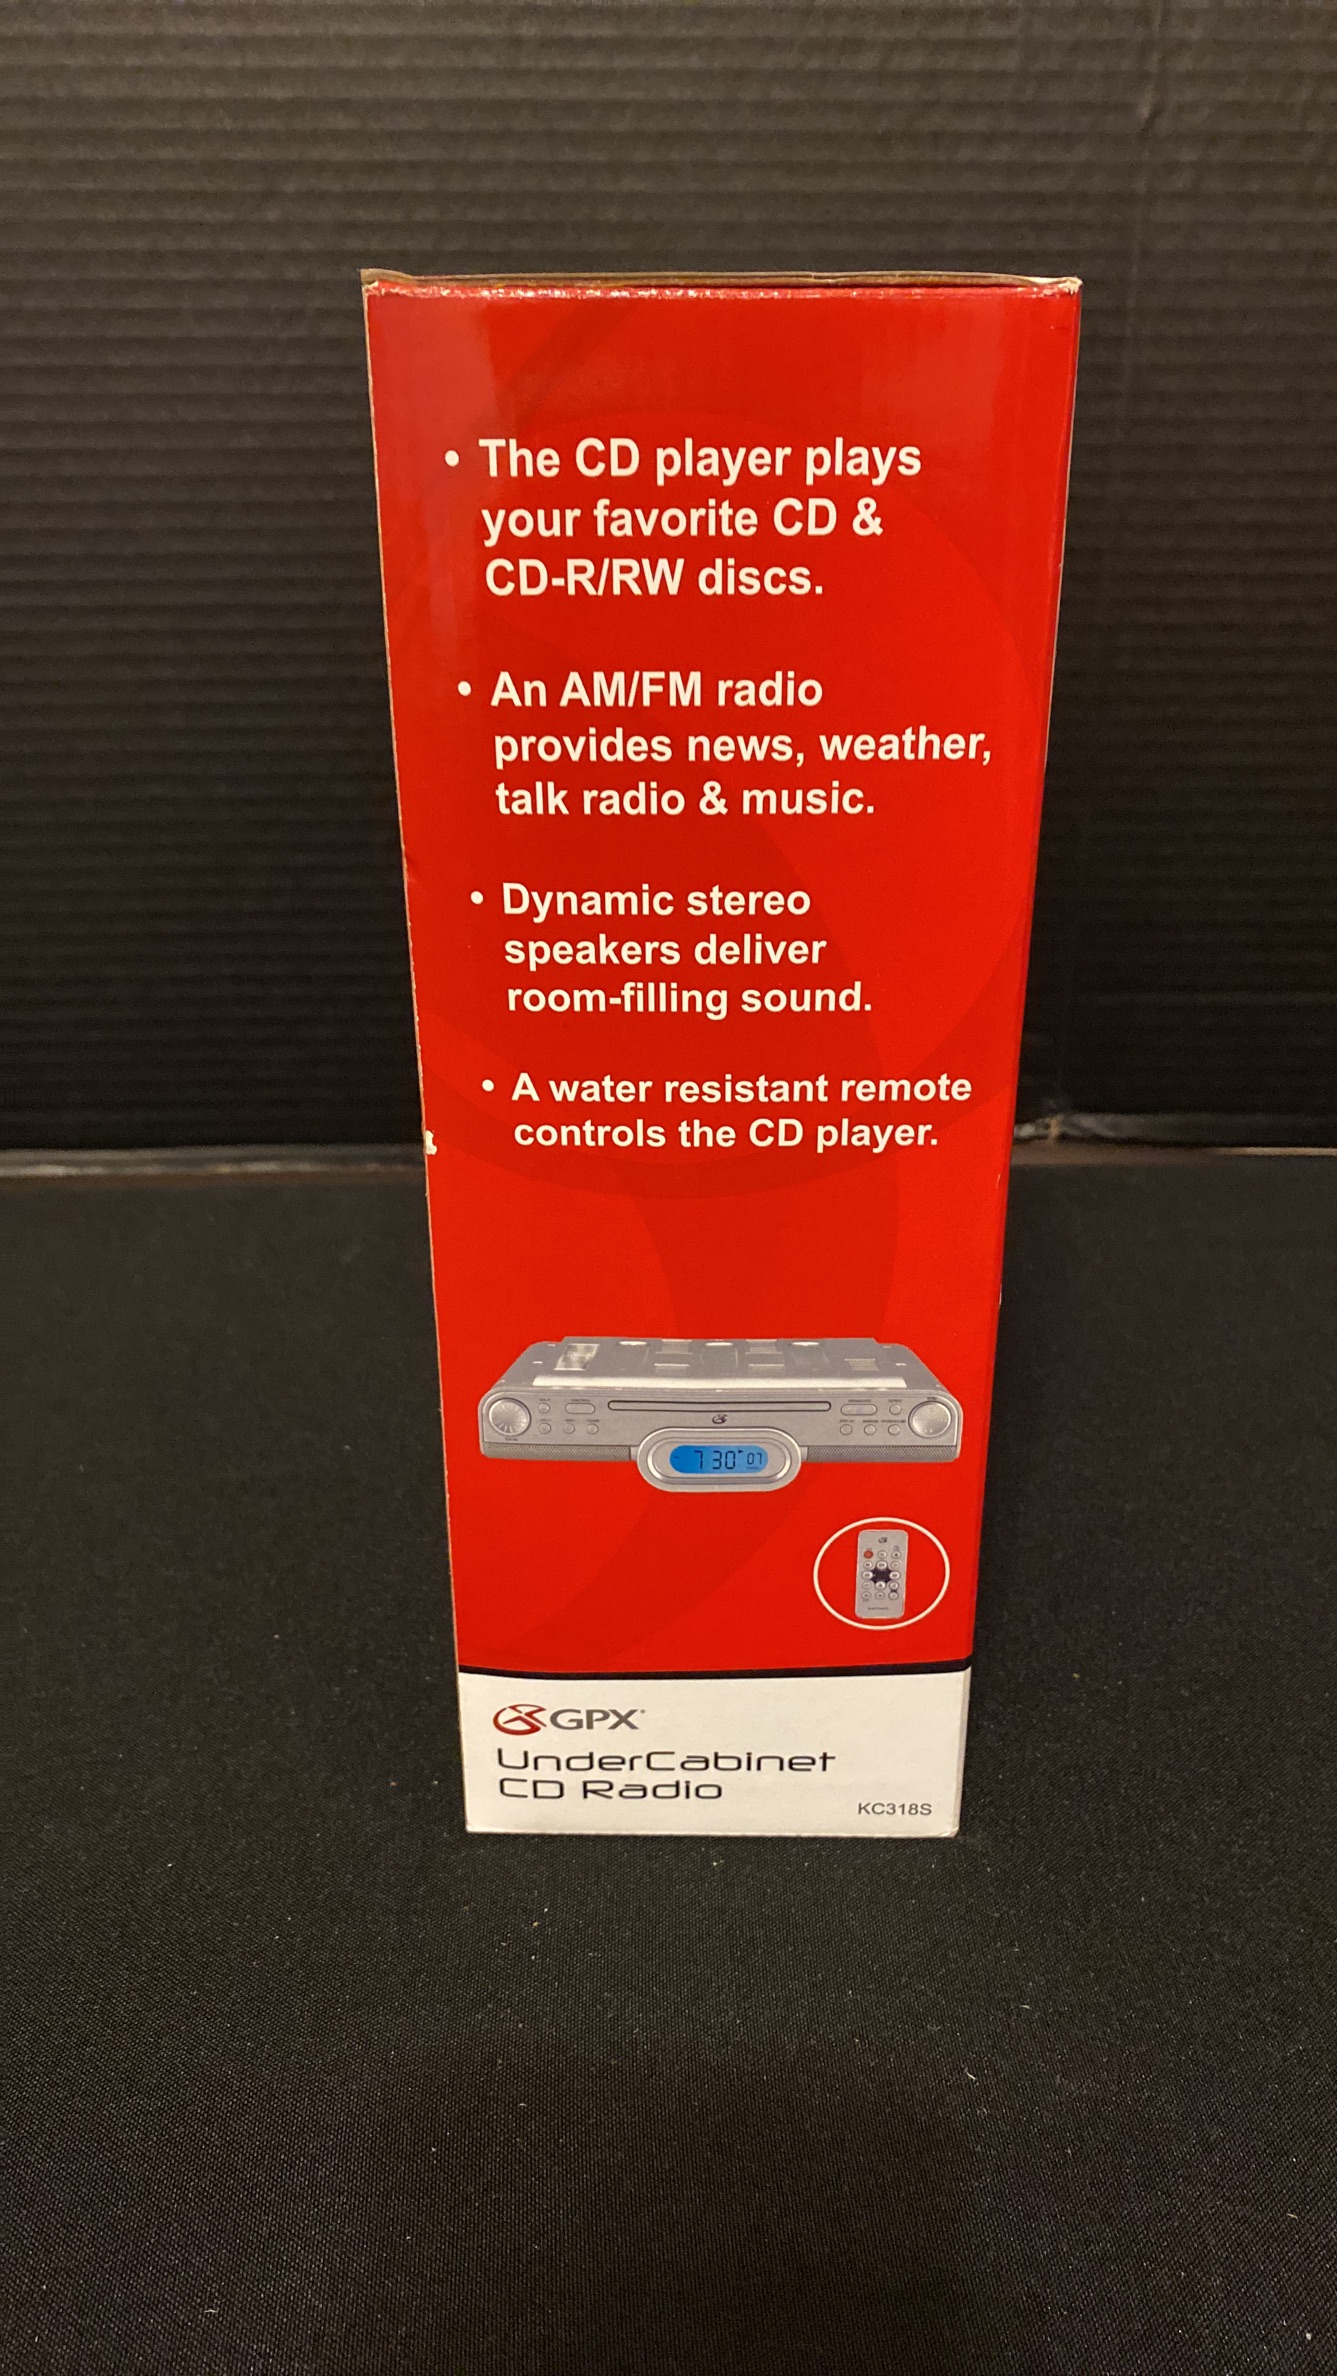 • The CD player plays
your favorite CD &
CD-R/RW discs.
• An AM/FM radio
provides news, weather,
talk radio & music.
• Dynamic stereo
speakers deliver
room-filling sound.
• A water resistant remote
controls the CD player.
7 30 07
GPX
UnderCabinet
CD Radio
KC318S